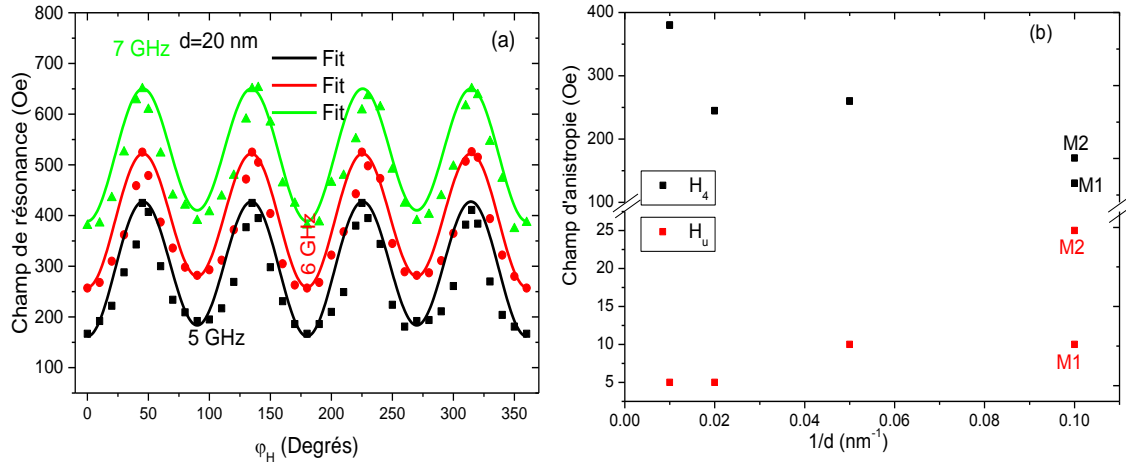 7 GHz
d=20 nm
(a)
Fit
Fit
Fit
6 GHz
5 GHz
Champ de résonance (Oe)
800
700
600
500
400
300
200
100
0
50
100
150
200
250
300
350
φH (Degrés)
(b)
Champ d'anistropie (Oe)
400
300
200
100
25
20
15
10
5
H4
Hu
M2
M1
M2
M1
0.00
0.02
0.04
0.06
0.08
0.10
1/d (nm-1)